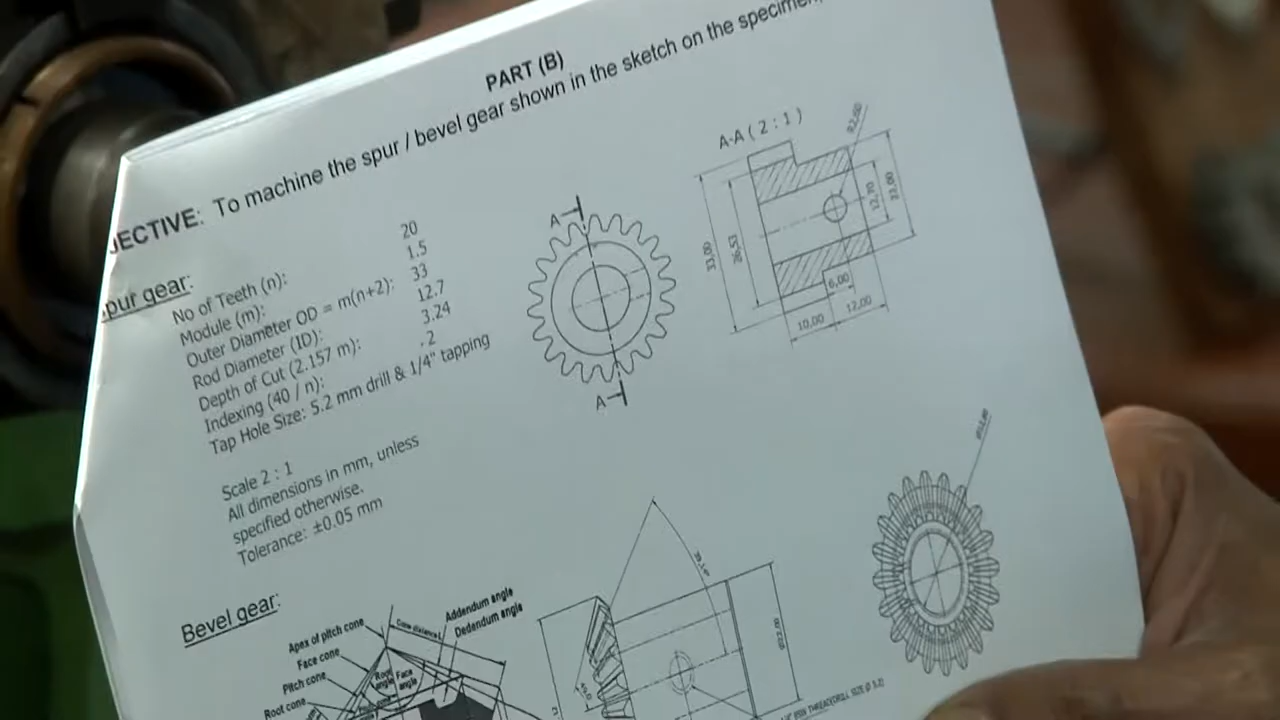 PART (B)
JECTIVE: To machine the spur / bevel gear shown in the sketch on the specimen.
Spur gear:
No of Teeth (n): 20
Module (m): 1.5
Outer Diameter OD = m(n+2): 33
Rod Diameter (ID): 12.7
Depth of Cut (2.157 m): 3.24
Indexing (40 / n): 2
Tap Hole Size: 5.2 mm drill & 1/4" tapping
Scale 2 : 1
All dimensions in mm, unless
specified otherwise.
Tolerance: ±0.05 mm
A
A
A-A ( 2 : 1 )
33,00
12,70
22,00
6,00
10,00
12,00
Bevel gear:
Apex of pitch cone
Face cone
Pitch cone
Root cone
Cone distance
Addendum angle
Dedendum angle
Root
angle
Face
angle